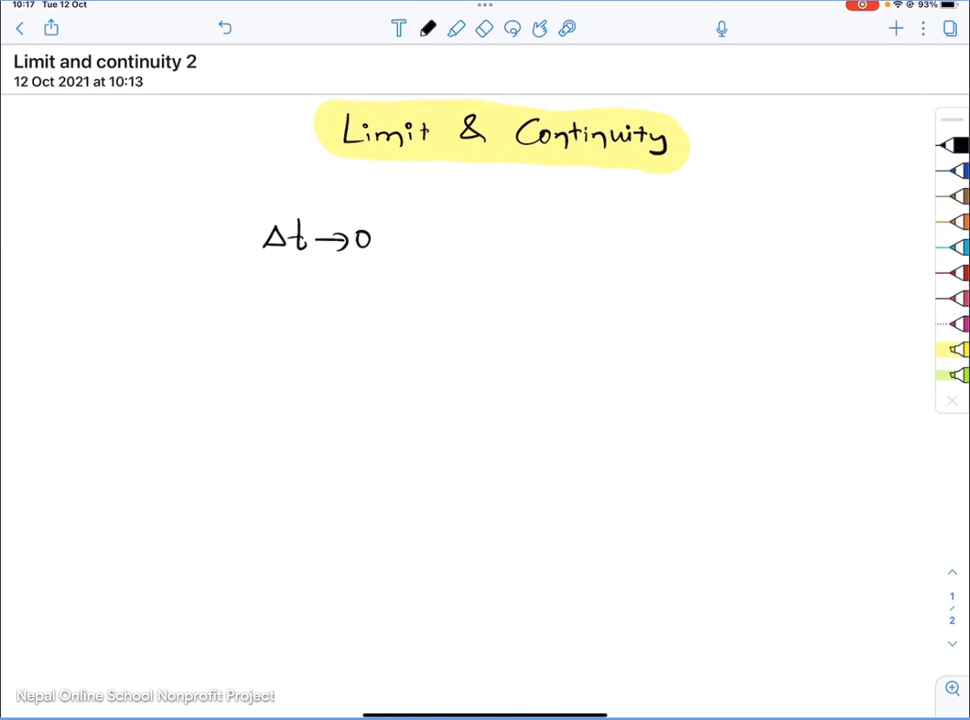 10:17 Tue 12 Oct
93%
T
Limit and continuity 2
12 Oct 2021 at 10:13
Limit & Continuity
Δt → 0
1
/
2
Nepal Online School Nonprofit Project